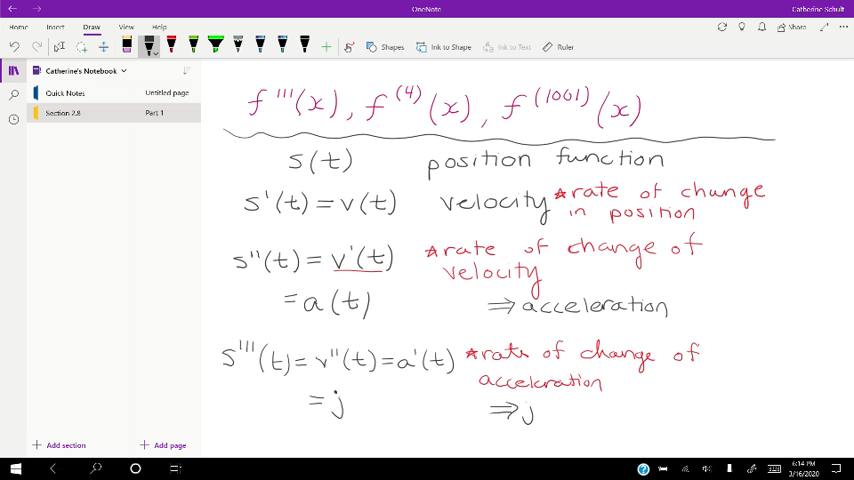 OneNote
Catherine Schult
Home Insert Draw View Help
Share
Shapes Ink to Shape Ink to Text Ruler
Catherine's Notebook
Quick Notes Untitled page
Section 2.8 Part 1
f'''(x), f^(4)(x), f^(1001)(x)
s(t) position function
s'(t) = v(t) velocity *rate of change
in position
s''(t) = v'(t) *rate of change of
velocity
= a(t) ⇒ acceleration
s'''(t) = v''(t) = a'(t) *rate of change of
acceleration
= j ⇒ j
+ Add section + Add page
6:14 PM
3/16/2020